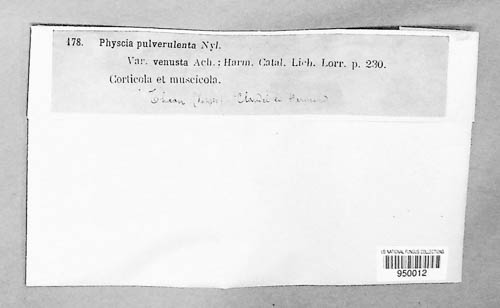 178. Physcia pulverulenta Nyl.
Var. venusta Ach.: Harm. Catal. Lich. Lorr. p. 230.
Corticola et muscicola.
US NATIONAL FUNGUS COLLECTIONS
950012